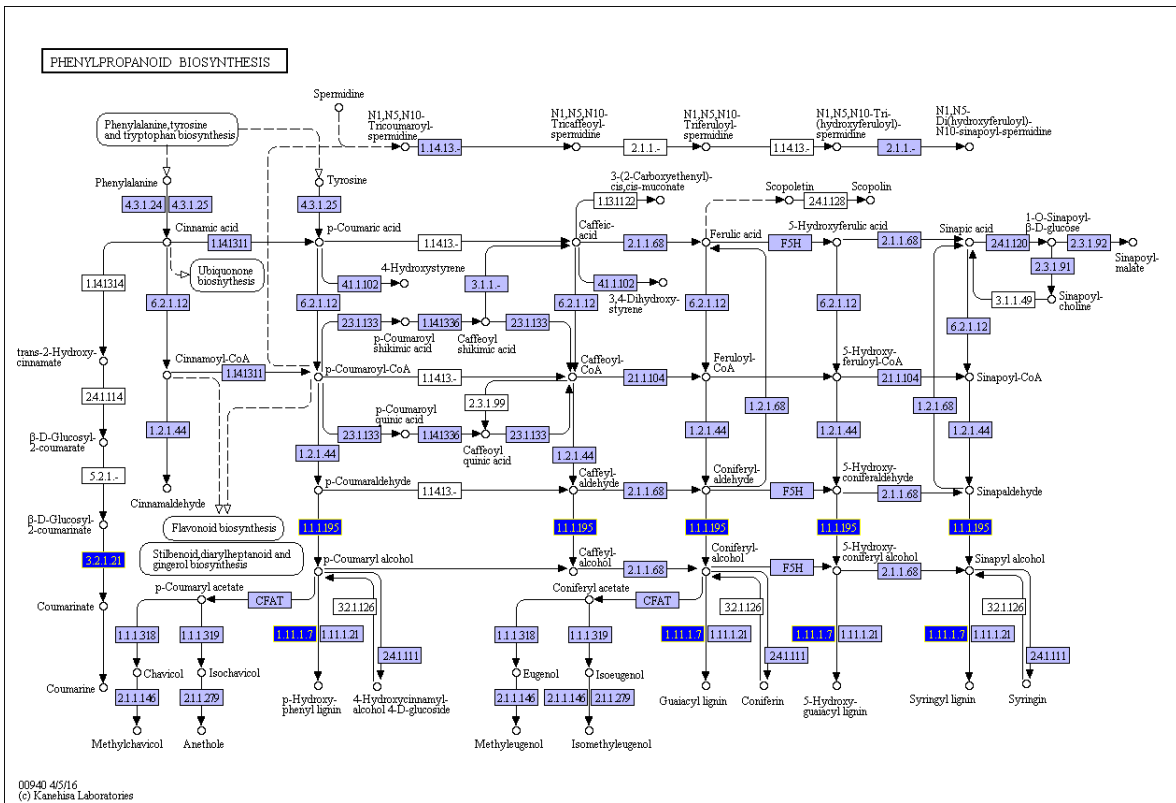 PHENYLPROPANOID BIOSYNTHESIS
Spermidine
Phenylalanine,tyrosine
and tryptophan biosynthesis
N1,N5,N10-
Tricoumaroyl-
spermidine
1.14.13.-
N1,N5,N10-
Tricaffeoyl-
spermidine
2.1.1.-
N1,N5,N10-
Triferuloyl-
spermidine
1.14.13.-
N1,N5,N10-Tri-
(hydroxyferuloyl)-
spermidine
2.1.1.-
N1,N5-
Di(hydroxyferuloyl)-
N10-sinapoyl-spermidine
Phenylalanine
Tyrosine
4.3.1.24
4.3.1.25
4.3.1.25
3-(2-Carboxyethenyl)-
cis,cis-muconate
1.13.1122
Scopoletin
2.4.1.128
Scopolin
Cinnamic acid
1.141311
p-Coumaric acid
1.14.13.-
Caffeic
acid
2.1.1.68
Ferulic acid
F5H
5-Hydroxyferulic acid
2.1.1.68
Sinapic acid
2.4.1.120
1-O-Sinapoyl-
β-D-glucose
2.3.1.92
Sinapoyl-
malate
Ubiquonone
biosnythesis
1.141314
4.1.1.102
4-Hydroxystyrene
3.1.1.-
4.1.1.102
3,4-Dihydroxy-
styrene
2.3.1.91
3.1.1.49
Sinapoyl-
choline
6.2.1.12
6.2.1.12
6.2.1.12
6.2.1.12
6.2.1.12
6.2.1.12
2.3.1.133
p-Coumaroyl
shikimic acid
1.141336
Caffeoyl
shikimic acid
2.3.1.133
trans-2-Hydroxy-
cinnamate
Cinnamoyl-CoA
1.141311
p-Coumaroyl-CoA
1.14.13.-
Caffeoyl-
CoA
2.1.1.104
Feruloyl-
CoA
5-Hydroxy-
feruloyl-CoA
2.1.1.104
Sinapoyl-CoA
2.4.1.114
2.3.1.99
1.2.1.68
1.2.1.68
p-Coumaroyl
quinic acid
2.3.1.133
1.141336
Caffeoyl
quinic acid
2.3.1.133
β-D-Glucosyl-
2-coumarate
1.2.1.44
1.2.1.44
1.2.1.44
1.2.1.44
1.2.1.44
1.2.1.44
5.2.1.-
Cinnamaldehyde
p-Coumaraldehyde
1.14.13.-
Caffeyl-
aldehyde
2.1.1.68
Coniferyl-
aldehyde
F5H
5-Hydroxy-
coniferaldehyde
2.1.1.68
Sinapaldehyde
β-D-Glucosyl-
2-coumarinate
Flavonoid biosynthesis
1.1.1.195
1.1.1.195
1.1.1.195
1.1.1.195
1.1.1.195
3.2.1.21
Stilbenoid,diarylheptanoid and
gingerol biosynthesis
p-Coumaryl alcohol
Caffeyl-
alcohol
2.1.1.68
Coniferyl-
alcohol
F5H
5-Hydroxy-
coniferyl alcohol
2.1.1.68
Sinapyl alcohol
Coumarinate
p-Coumaryl acetate
CFAT
Coniferyl acetate
CFAT
3.2.1.126
3.2.1.126
3.2.1.126
1.1.1.318
1.1.1.319
1.11.1.7
1.11.1.21
1.1.1.318
1.1.1.319
1.11.1.7
1.11.1.21
1.11.1.7
1.11.1.21
1.11.1.7
1.11.1.21
2.4.1.111
2.4.1.111
2.4.1.111
Coumarine
Chavicol
Isochavicol
Eugenol
Isoeugenol
2.1.1.146
2.1.1.279
p-Hydroxy-
phenyl lignin
4-Hydroxycinnamyl-
alcohol 4-D-glucoside
2.1.1.146
2.1.1.146
2.1.1.279
Guaiacyl lignin
Coniferin
5-Hydroxy-
guaiacyl lignin
Syringyl lignin
Syringin
Methylchavicol
Anethole
Methyleugenol
Isomethyleugenol
00940 4/5/16
(c) Kanehisa Laboratories